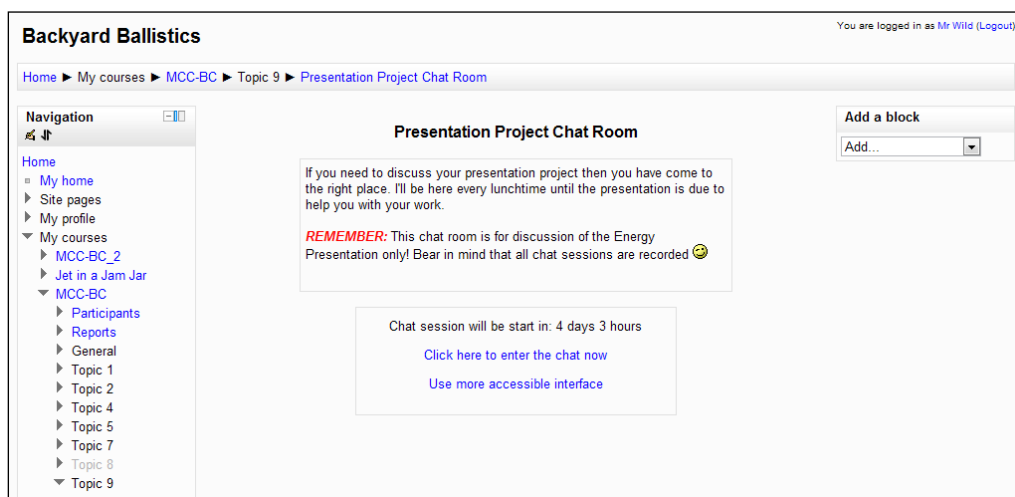 Backyard Ballistics
You are logged in as Mr Wild (Logout)
Home ► My courses ► MCC-BC ► Topic 9 ► Presentation Project Chat Room
Navigation
Home
My home
Site pages
My profile
My courses
MCC-BC_2
Jet in a Jam Jar
MCC-BC
Participants
Reports
General
Topic 1
Topic 2
Topic 4
Topic 5
Topic 7
Topic 8
Topic 9
Presentation Project Chat Room
If you need to discuss your presentation project then you have come to
the right place. I'll be here every lunchtime until the presentation is due to
help you with your work.
REMEMBER: This chat room is for discussion of the Energy
Presentation only! Bear in mind that all chat sessions are recorded
Chat session will be start in: 4 days 3 hours
Click here to enter the chat now
Use more accessible interface
Add a block
Add...